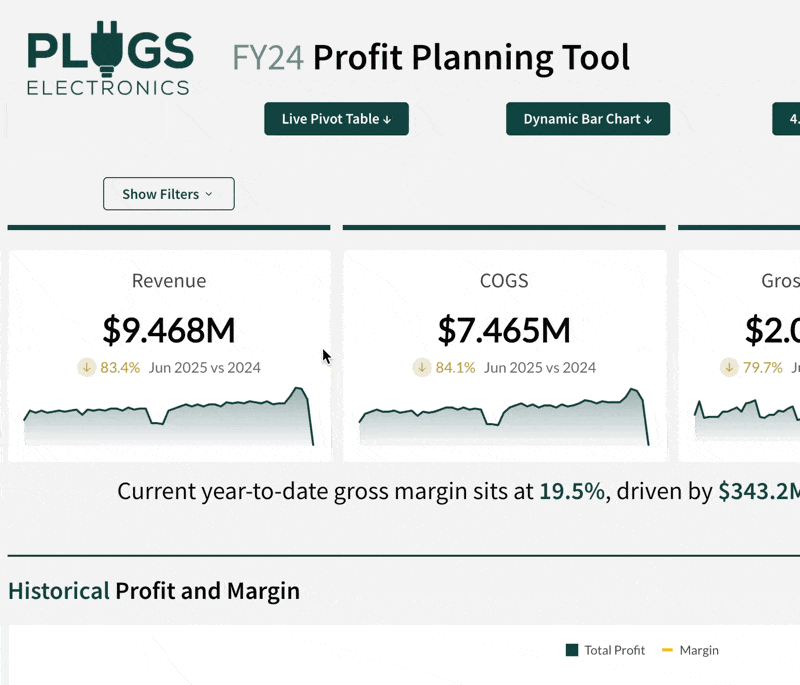 PLUGS
ELECTRONICS
FY24 Profit Planning Tool
Live Pivot Table ↓
Dynamic Bar Chart ↓
4.
Show Filters
Revenue
$9.468M
↓ 83.4% Jun 2025 vs 2024
COGS
$7.465M
↓ 84.1% Jun 2025 vs 2024
Gros
$2.0
↓ 79.7% Ju
Current year-to-date gross margin sits at 19.5%, driven by $343.2M
Historical Profit and Margin
Total Profit
Margin